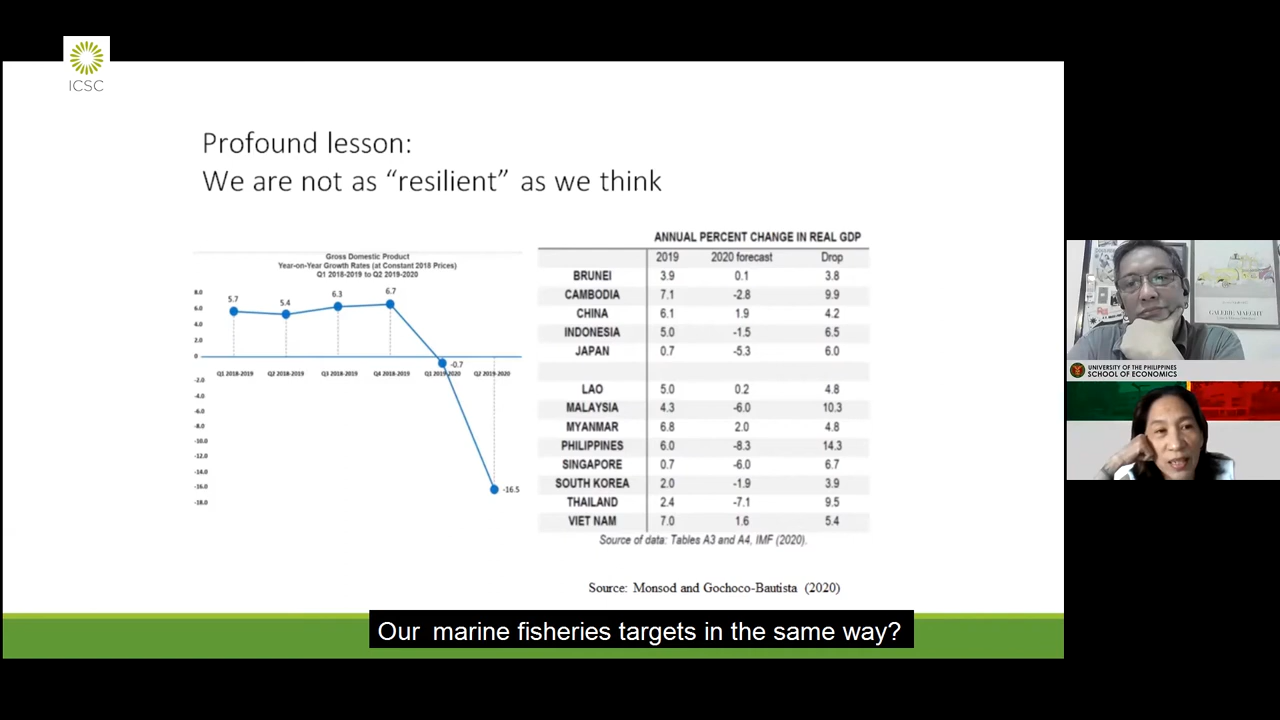 ICSC
Profound lesson:
We are not as “resilient” as we think
Gross Domestic Product
Year-on-Year Growth Rates (at Constant 2018 Prices)
Q1 2018-2019 to Q2 2019-2020
8.0
6.0
4.0
2.0
0
-2.0
-4.0
-6.0
-8.0
-10.0
-12.0
-14.0
-16.0
-18.0
5.7
5.4
6.3
6.7
-0.7
-16.5
Q1 2018-2019 Q2 2018-2019 Q3 2018-2019 Q4 2018-2019 Q1 2019-2020 Q2 2019-2020
ANNUAL PERCENT CHANGE IN REAL GDP
2019 2020 forecast Drop
BRUNEI 3.9 0.1 3.8
CAMBODIA 7.1 -2.8 9.9
CHINA 6.1 1.9 4.2
INDONESIA 5.0 -1.5 6.5
JAPAN 0.7 -5.3 6.0
LAO 5.0 0.2 4.8
MALAYSIA 4.3 -6.0 10.3
MYANMAR 6.8 2.0 4.8
PHILIPPINES 6.0 -8.3 14.3
SINGAPORE 0.7 -6.0 6.7
SOUTH KOREA 2.0 -1.9 3.9
THAILAND 2.4 -7.1 9.5
VIET NAM 7.0 1.6 5.4
Source of data: Tables A3 and A4, IMF (2020).
Source: Monsod and Gochoco-Bautista (2020)
GALERIE MAEGHT
UNIVERSITY OF THE PHILIPPINES
SCHOOL OF ECONOMICS
Our marine fisheries targets in the same way?